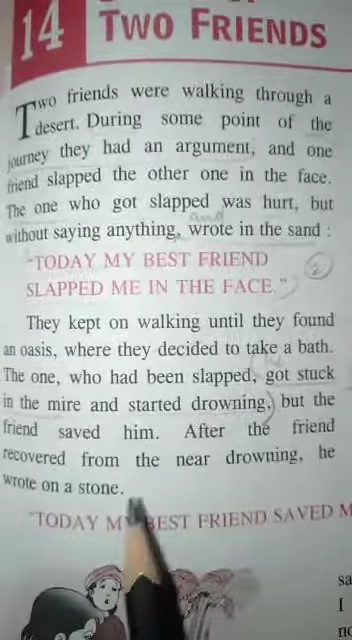 14
TWO FRIENDS
Two friends were walking through a
desert. During some point of the
journey they had an argument, and one
friend slapped the other one in the face.
The one who got slapped was hurt, but
and
without saying anything, wrote in the sand :
"TODAY MY BEST FRIEND
SLAPPED ME IN THE FACE."
2
They kept on walking until they found
an oasis, where they decided to take a bath.
The one, who had been slapped, got stuck
in the mire and started drowning, but the
friend saved him. After the friend
recovered from the near drowning, he
wrote on a stone.
"TODAY MY BEST FRIEND SAVED M
sa
I
no